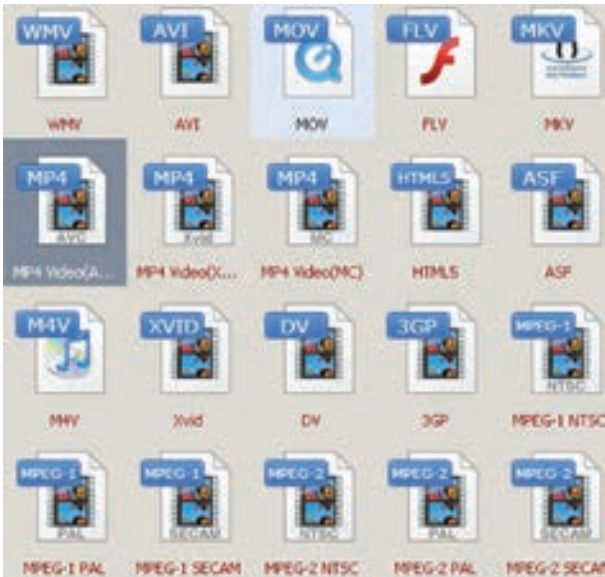 WMV AVI MOV FLV MKV
WMV AVI MOV FLV MKV
MP4 MP4 MP4 HTML5 ASF
AVC Xvid MC
MP4 Video(A... MP4 Video(X... MP4 Video(MC) HTML5 ASF
M4V XVID DV 3GP MPEG-1
NTSC
M4V Xvid DV 3GP MPEG-1 NTSC
MPEG-1 MPEG-1 MPEG-2 MPEG-2 MPEG-2
PAL SECAM NTSC PAL SECAM
MPEG-1 PAL MPEG-1 SECAM MPEG-2 NTSC MPEG-2 PAL MPEG-2 SECAM